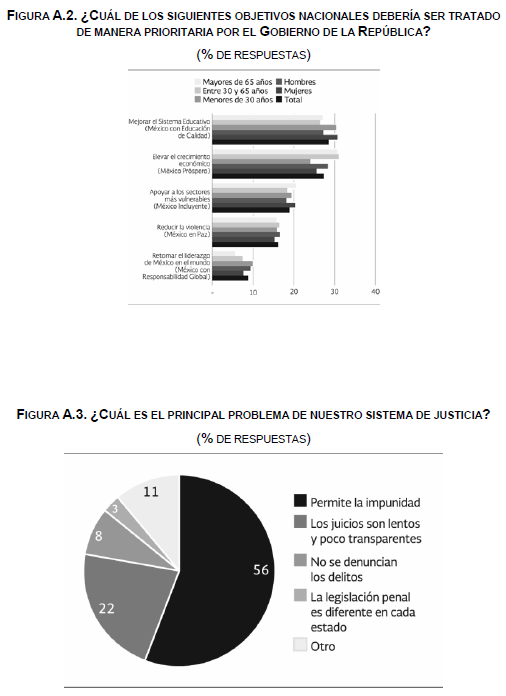 FIGURA A.2. ¿CUÁL DE LOS SIGUIENTES OBJETIVOS NACIONALES DEBERÍA SER TRATADO
DE MANERA PRIORITARIA POR EL GOBIERNO DE LA REPÚBLICA?
(% DE RESPUESTAS)
Mayores de 65 años
Hombres
Entre 30 y 65 años
Mujeres
Menores de 30 años
Total
Mejorar el Sistema Educativo
(México con Educación
de Calidad)
Elevar el crecimiento
económico
(México Próspero)
Apoyar a los sectores
más vulnerables
(México Incluyente)
Reducir la violencia
(México en Paz)
Retomar el liderazgo
de México en el mundo
(México con
Responsabilidad Global)
-
10
20
30
40
FIGURA A.3. ¿CUÁL ES EL PRINCIPAL PROBLEMA DE NUESTRO SISTEMA DE JUSTICIA?
(% DE RESPUESTAS)
11
3
8
22
56
Permite la impunidad
Los juicios son lentos
y poco transparentes
No se denuncian
los delitos
La legislación penal
es diferente en cada
estado
Otro